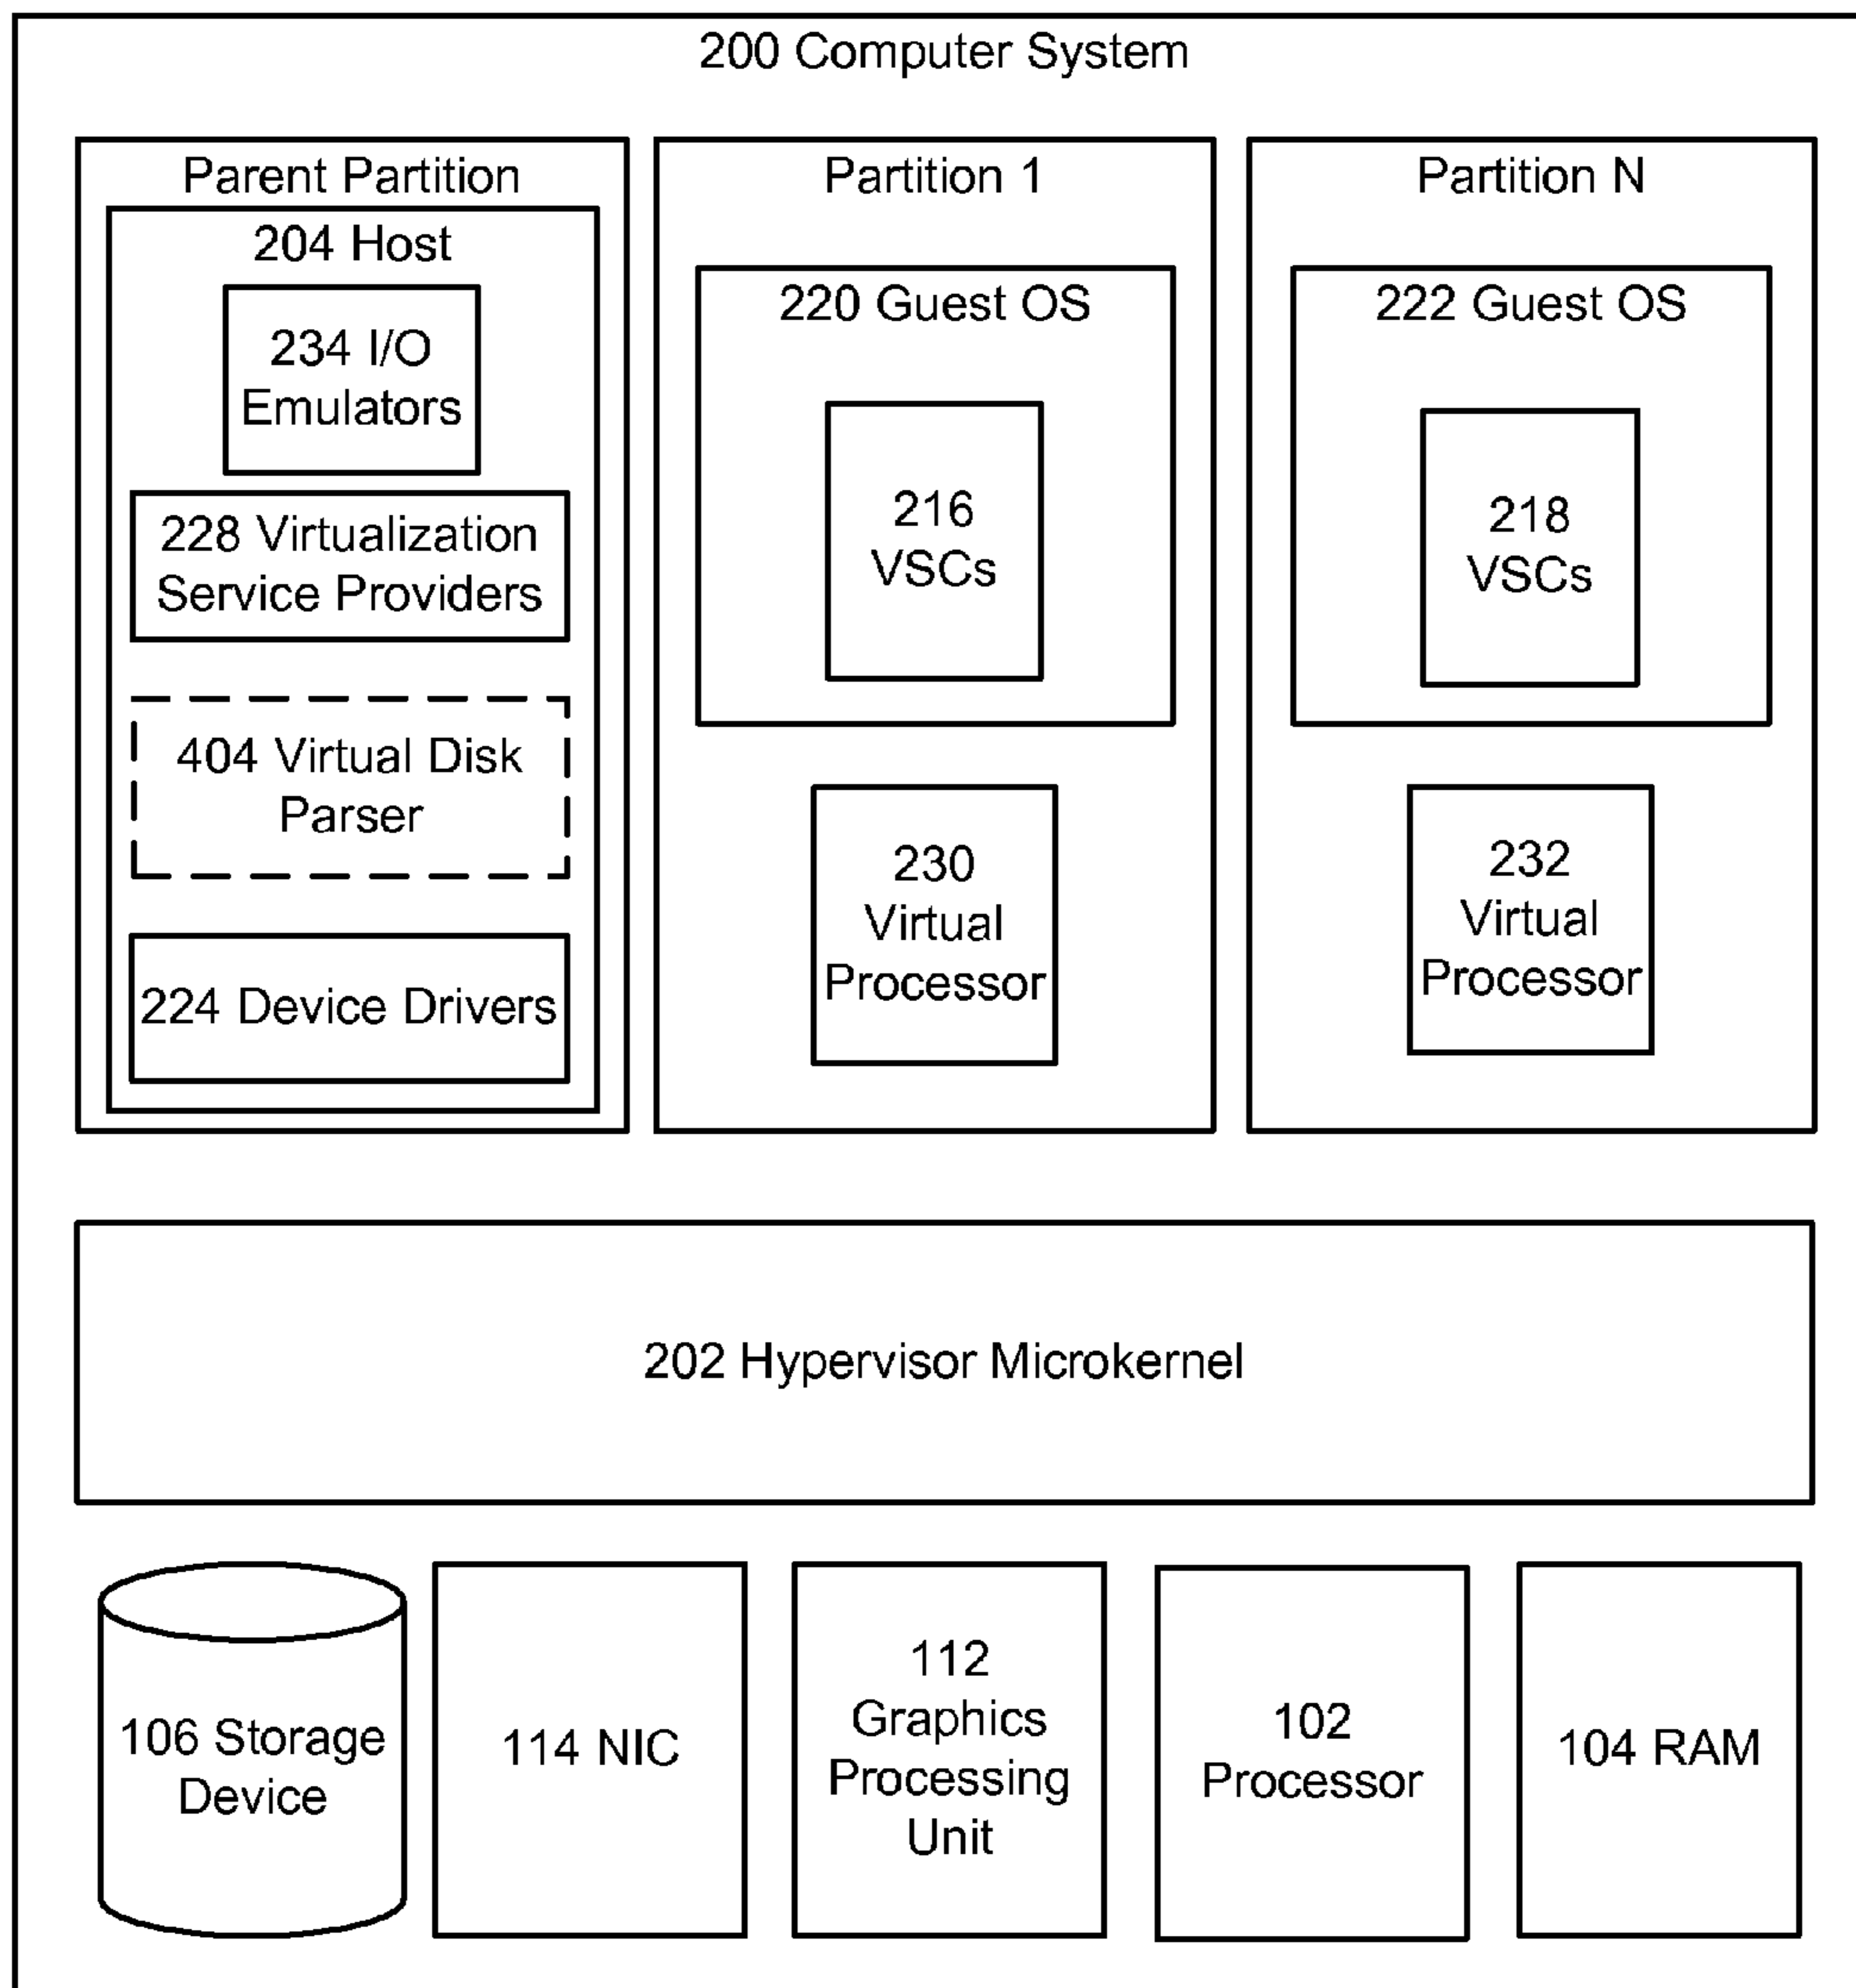 200 Computer System
Parent Partition
204 Host
234 I/O
Emulators
228 Virtualization
Service Providers
404 Virtual Disk
Parser
224 Device Drivers
Partition 1
220 Guest OS
216
VSCs
230
Virtual
Processor
Partition N
222 Guest OS
218
VSCs
232
Virtual
Processor
202 Hypervisor Microkernel
106 Storage
Device
114 NIC
112
Graphics
Processing
Unit
102
Processor
104 RAM